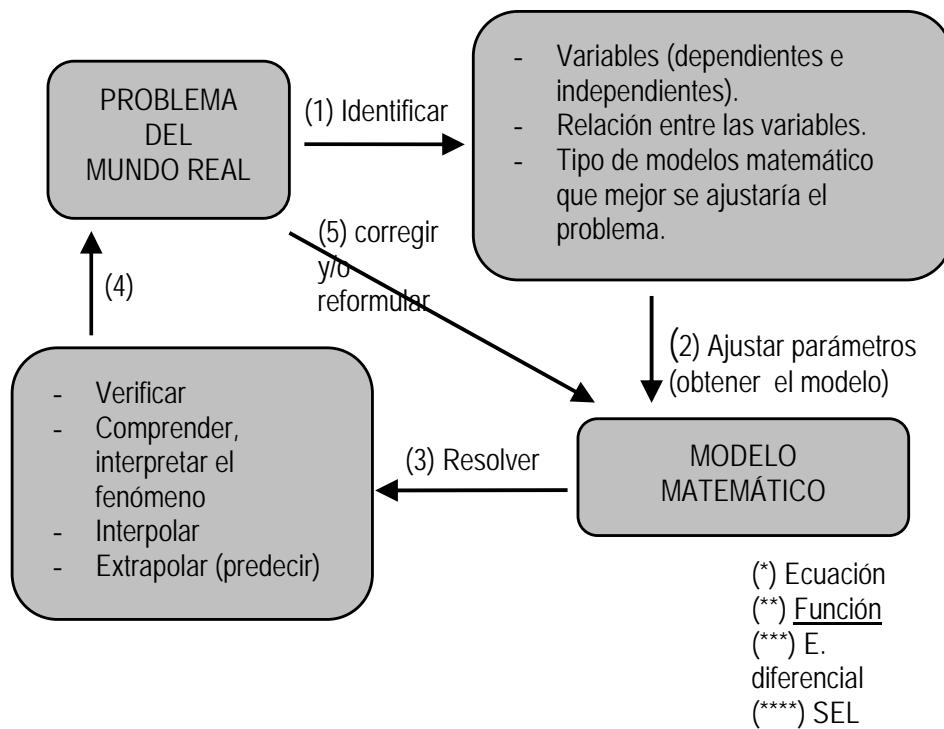 PROBLEMA
DEL
MUNDO REAL
(1) Identificar
- Variables (dependientes e
independientes).
- Relación entre las variables.
- Tipo de modelos matemático
que mejor se ajustaría el
problema.
(5) corregir
y/o
reformular
(4)
(2) Ajustar parámetros
(obtener el modelo)
- Verificar
- Comprender,
interpretar el
fenómeno
- Interpolar
- Extrapolar (predecir)
(3) Resolver
MODELO
MATEMÁTICO
(*) Ecuación
(**) Función
(***) E.
diferencial
(****) SEL